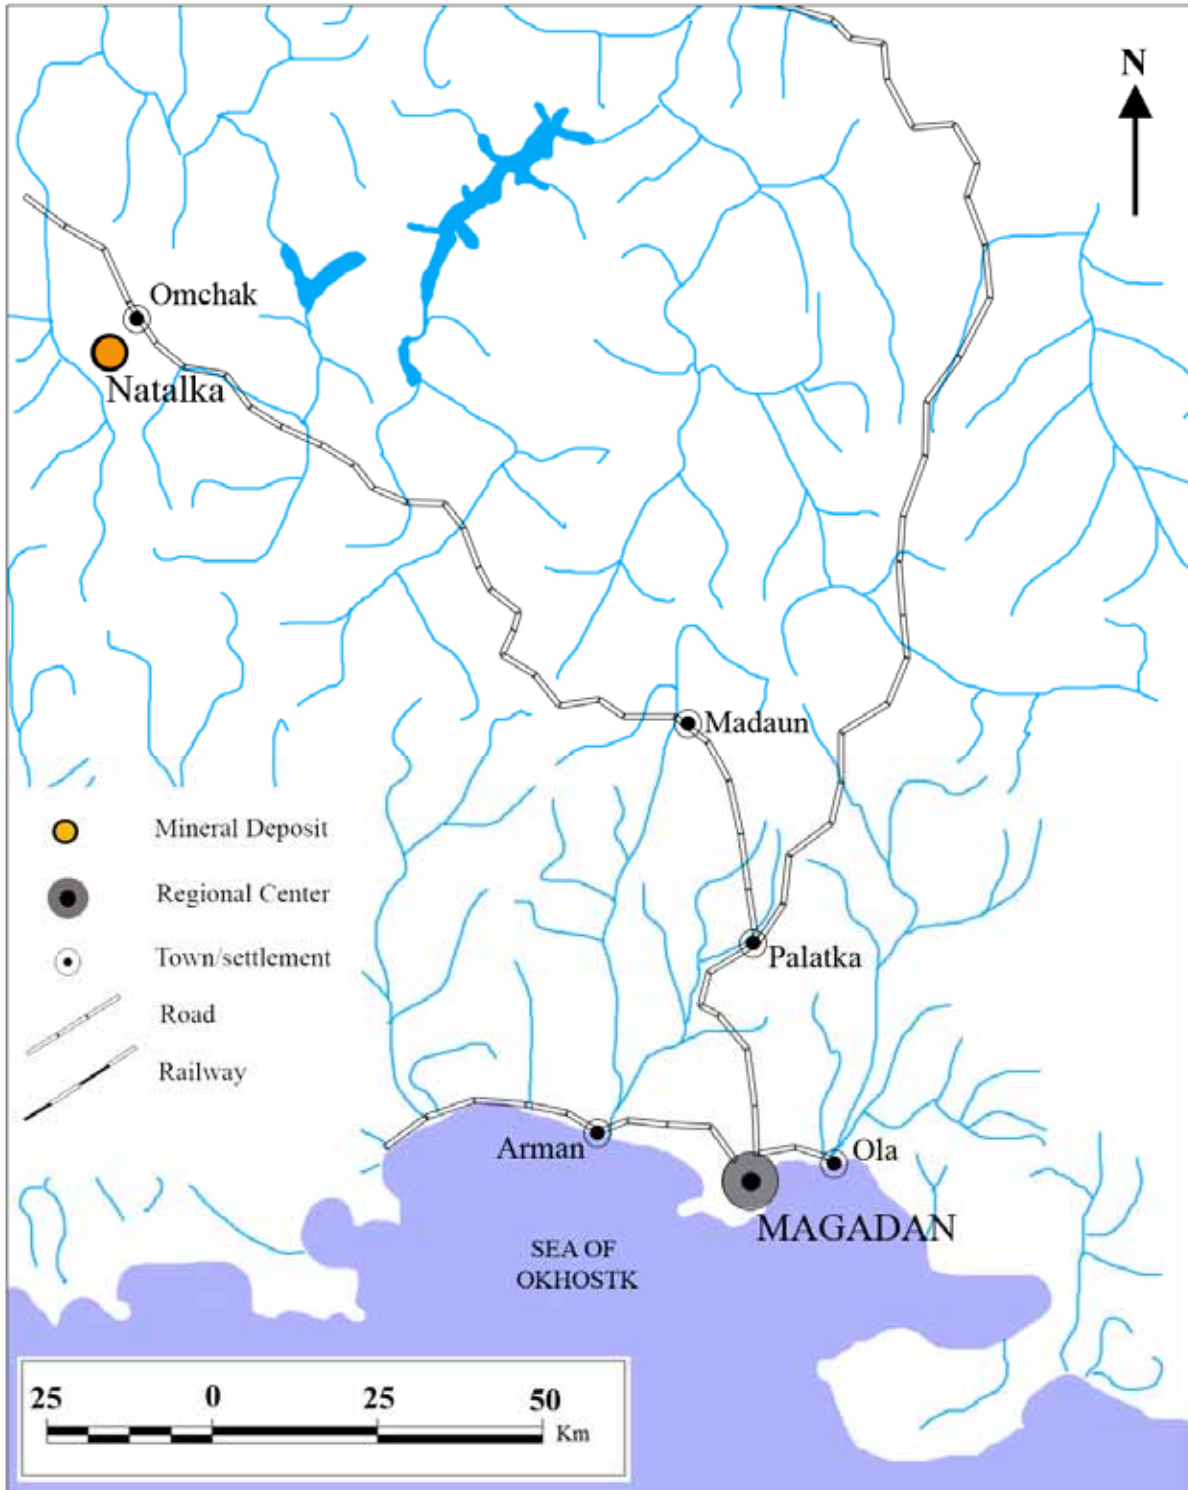 N
Omchak
Natalka
Madaun
Mineral Deposit
Regional Center
Palatka
Town/settlement
Road
Railway
Arman
Ola
MAGADAN
SEA OF
OKHOSTK
25 0 25 50
Km